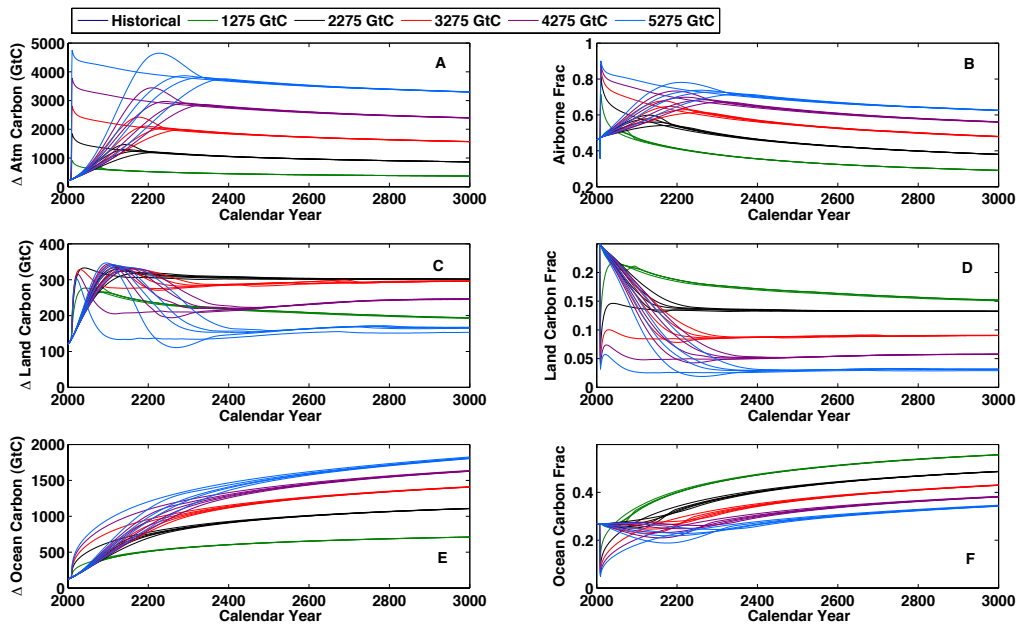 Historical 1275 GtC 2275 GtC 3275 GtC 4275 GtC 5275 GtC
Δ Atm Carbon (GtC)
5000
4000
3000
2000
1000
0
A
2000 2200 2400 2600 2800 3000
Calendar Year
Airborne Frac
1
0.8
0.6
0.4
0.2
B
2000 2200 2400 2600 2800 3000
Calendar Year
Δ Land Carbon (GtC)
400
300
200
100
0
C
2000 2200 2400 2600 2800 3000
Calendar Year
Land Carbon Frac
0.2
0.15
0.1
0.05
0
D
2000 2200 2400 2600 2800 3000
Calendar Year
Δ Ocean Carbon (GtC)
2000
1500
1000
500
0
E
2000 2200 2400 2600 2800 3000
Calendar Year
Ocean Carbon Frac
0.4
0.2
0
F
2000 2200 2400 2600 2800 3000
Calendar Year